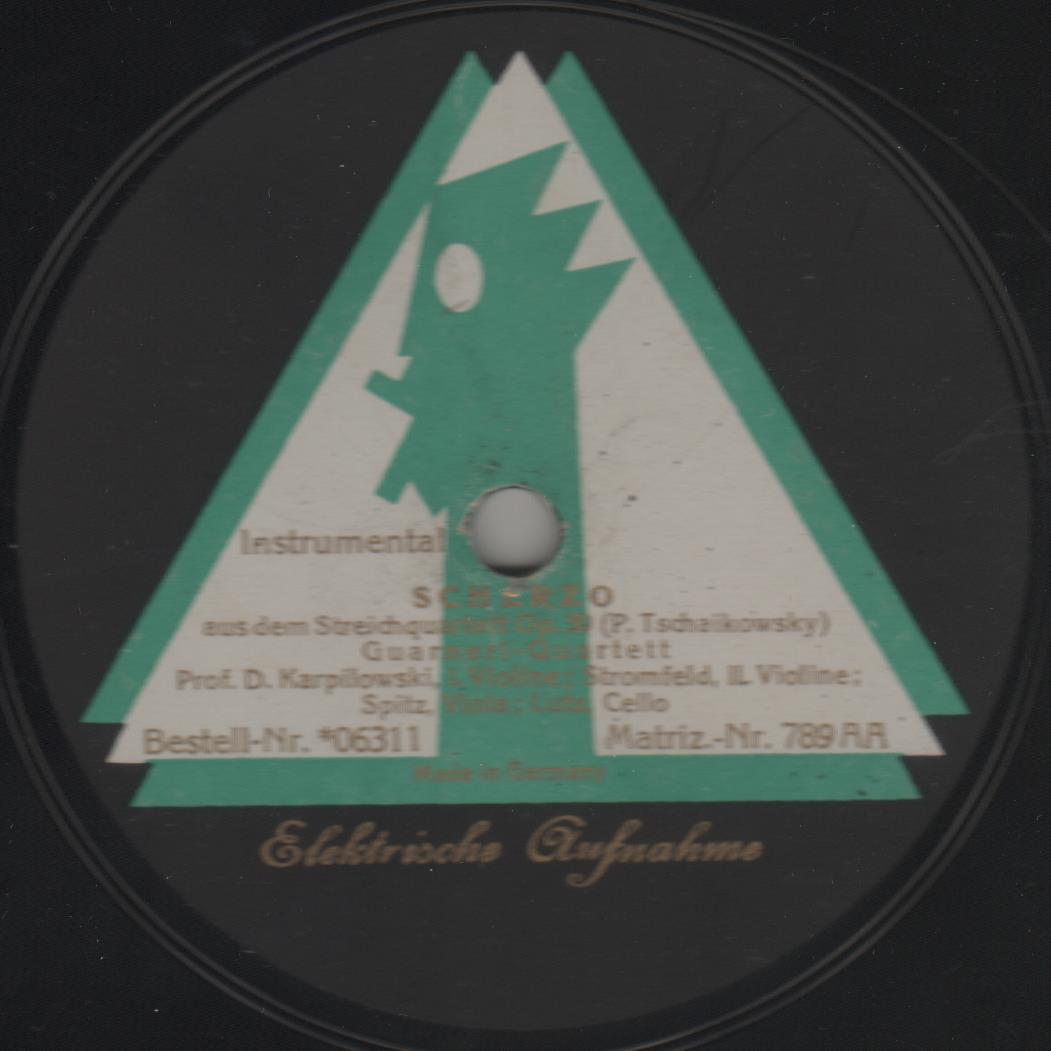 Instrumental
SCHERZO
aus dem Streichquartett Op. (P. Tschaikowsky)
Guarneri-Quartett
Prof. D. Karpilowski, I. Violine; Stromfeld, II. Violine;
Spitz, Viola; Lutz, Cello
Bestell-Nr. *06311 Matriz.-Nr. 789 AA
Made in Germany
Elektrische Aufnahme